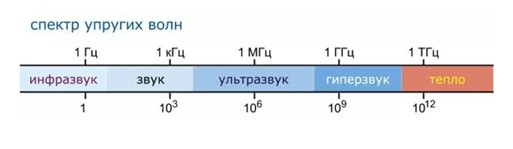 спектр упругих волн
1 Гц 1 кГц 1 МГц 1 ГГц 1 ТГц
инфразвук звук ультразвук гиперзвук тепло
1 10³ 10⁶ 10⁹ 10¹²